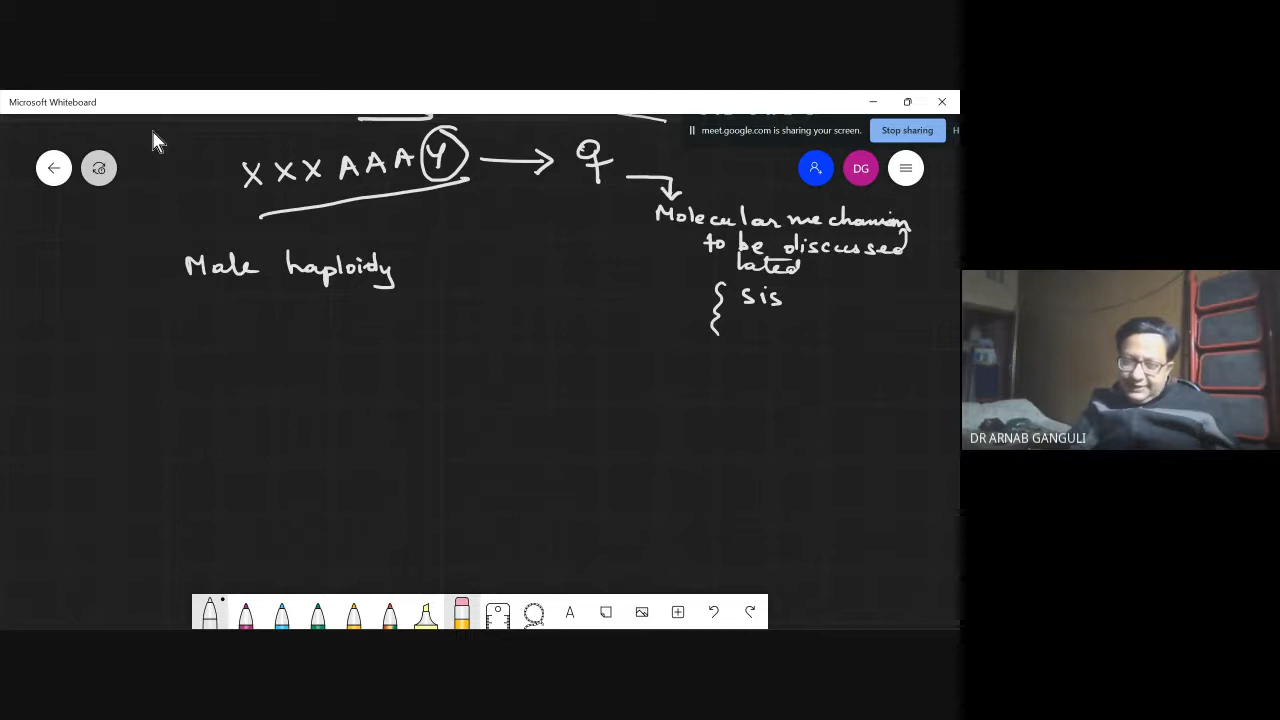 Microsoft Whiteboard
meet.google.com is sharing your screen.
Stop sharing
H
DG
X X X A A A Y → ♀
Molecular mechanism
to be discussed
later
{ sis
Male haploidy
DR ARNAB GANGULI
A